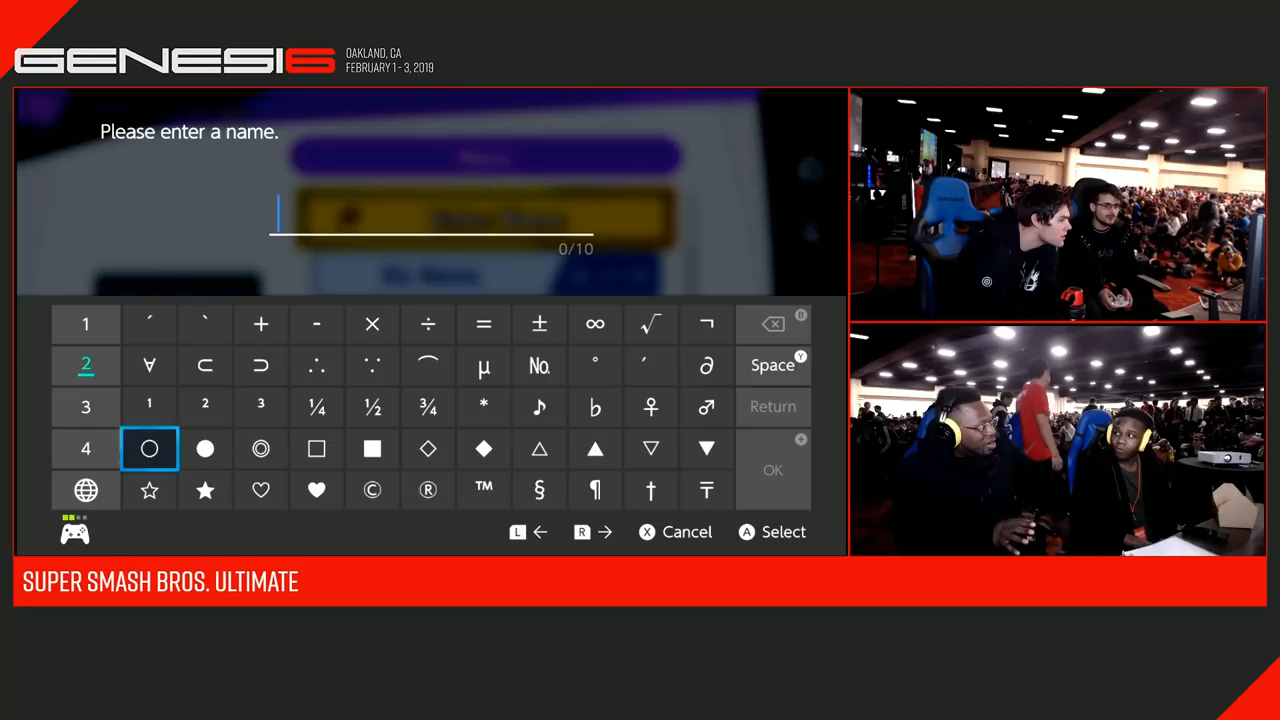 GENESIS6
OAKLAND, CA
FEBRUARY 1 - 3, 2019
Please enter a name.
0/10
1 ´ ` + - × ÷ = ± ∞ √ ¬ B
2 ∀ ⊂ ⊃ ∴ ∵ ⌒ µ No. ° ′ ∂ Space Y
3 ¹ ² ³ ¼ ½ ¾ * ♪ ♭ ♀ ♂ Return
4 ○ ● ◎ □ ■ ◇ ◆ △ ▲ ▽ ▼ OK +
☆ ★ ♡ ♥ © ® ™ § ¶ † 〒
L ← R → X Cancel A Select
SUPER SMASH BROS. ULTIMATE